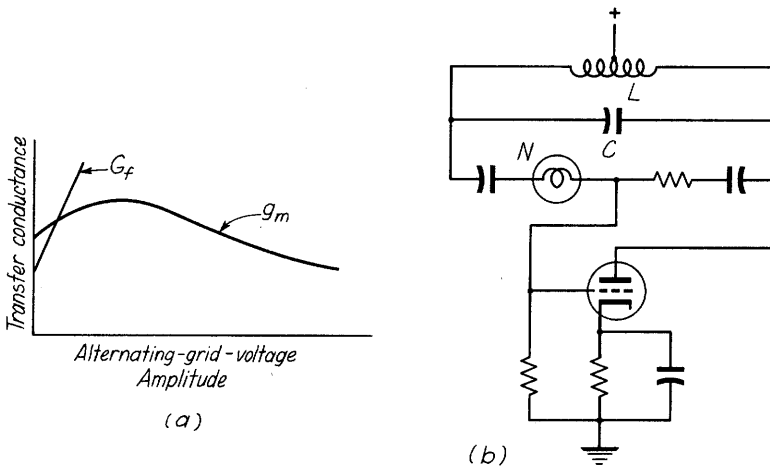 Transfer conductance
G_f
g_m
Alternating-grid-voltage
Amplitude
(a)
+
L
N
C
(b)